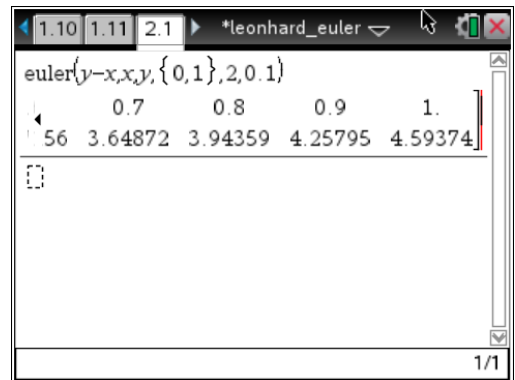 1.10 1.11 2.1 *leonhard_euler
euler(y−x,x,y,{0,1},2,0.1)
0.7 0.8 0.9 1.
56 3.64872 3.94359 4.25795 4.59374]
1/1